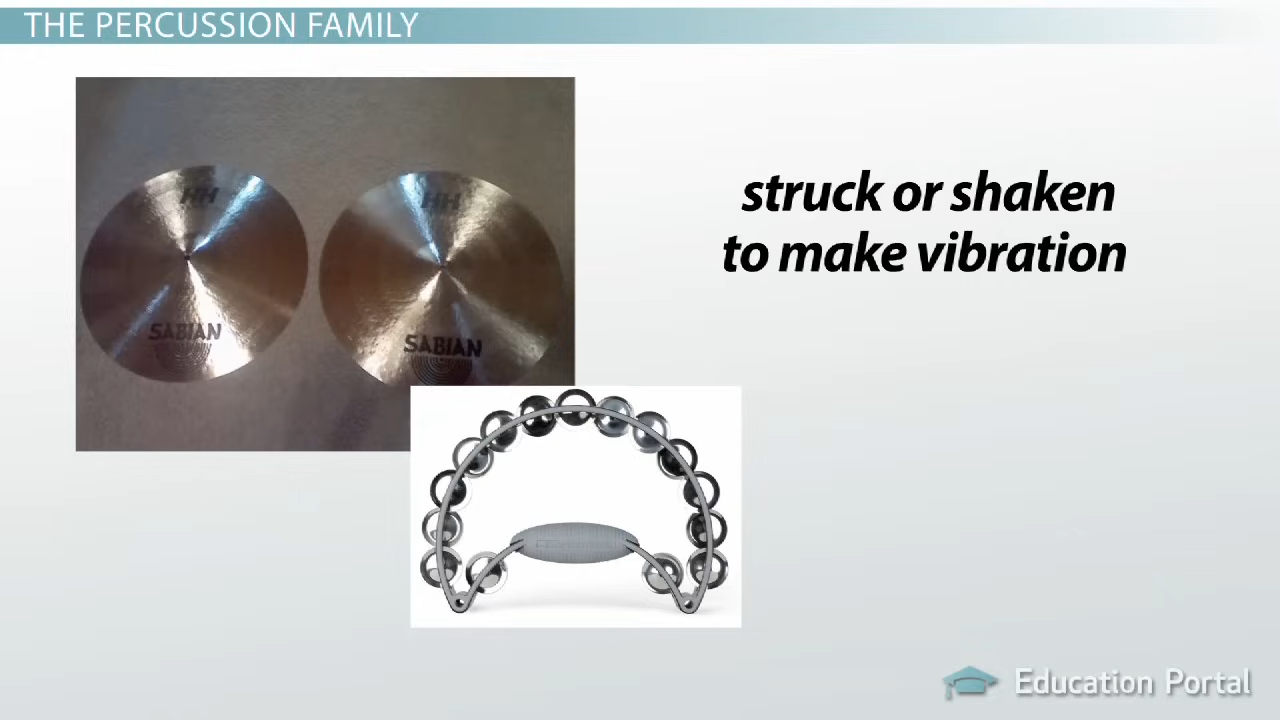 THE PERCUSSION FAMILY
HH
HH
SABIAN
SABIAN
struck or shaken
to make vibration
Education Portal